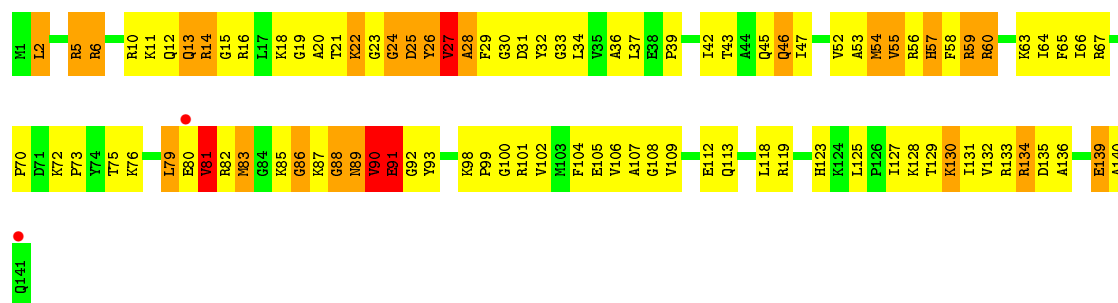 M1 L2 R5 R6 R10 K11 Q12 Q13 R14 G15 R16 L17 K18 G19 A20 T21 K22 G23 G24 D25 Y26 V27 A28 F29 G30 D31 Y32 G33 L34 V35 A36 L37 E38 P39 I42 T43 A44 Q45 Q46 I47 V52 A53 M54 V55 R56 H57 F58 R59 R60 K63 I64 F65 I66 R67
P70 D71 K72 P73 Y74 T75 K76 L79 E80 V81 R82 M83 G84 K85 G86 K87 G88 N89 V90 E91 G92 Y93 K98 P99 G100 R101 V102 M103 F104 E105 V106 A107 G108 V109 E112 Q113 L118 R119 H123 K124 L125 P126 I127 K128 T129 K130 I131 V132 R133 R134 D135 A136 E139 A140
Q141